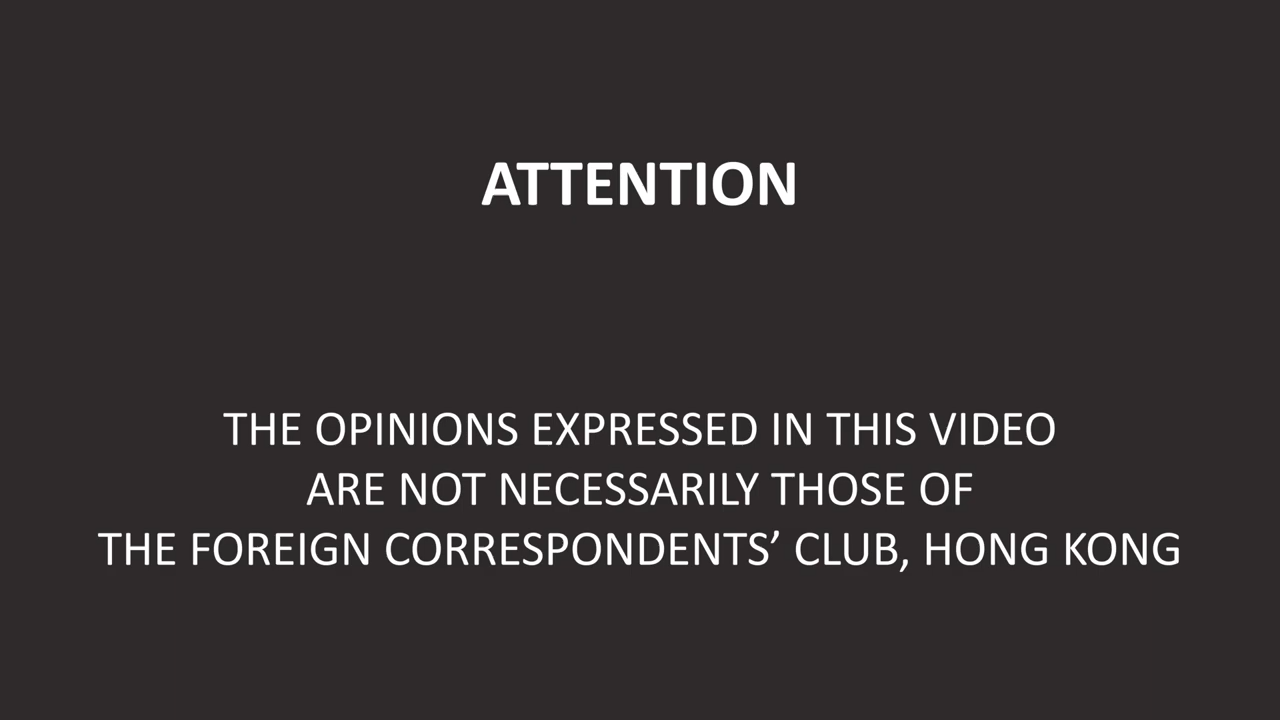 ATTENTION
THE OPINIONS EXPRESSED IN THIS VIDEO
ARE NOT NECESSARILY THOSE OF
THE FOREIGN CORRESPONDENTS’ CLUB, HONG KONG